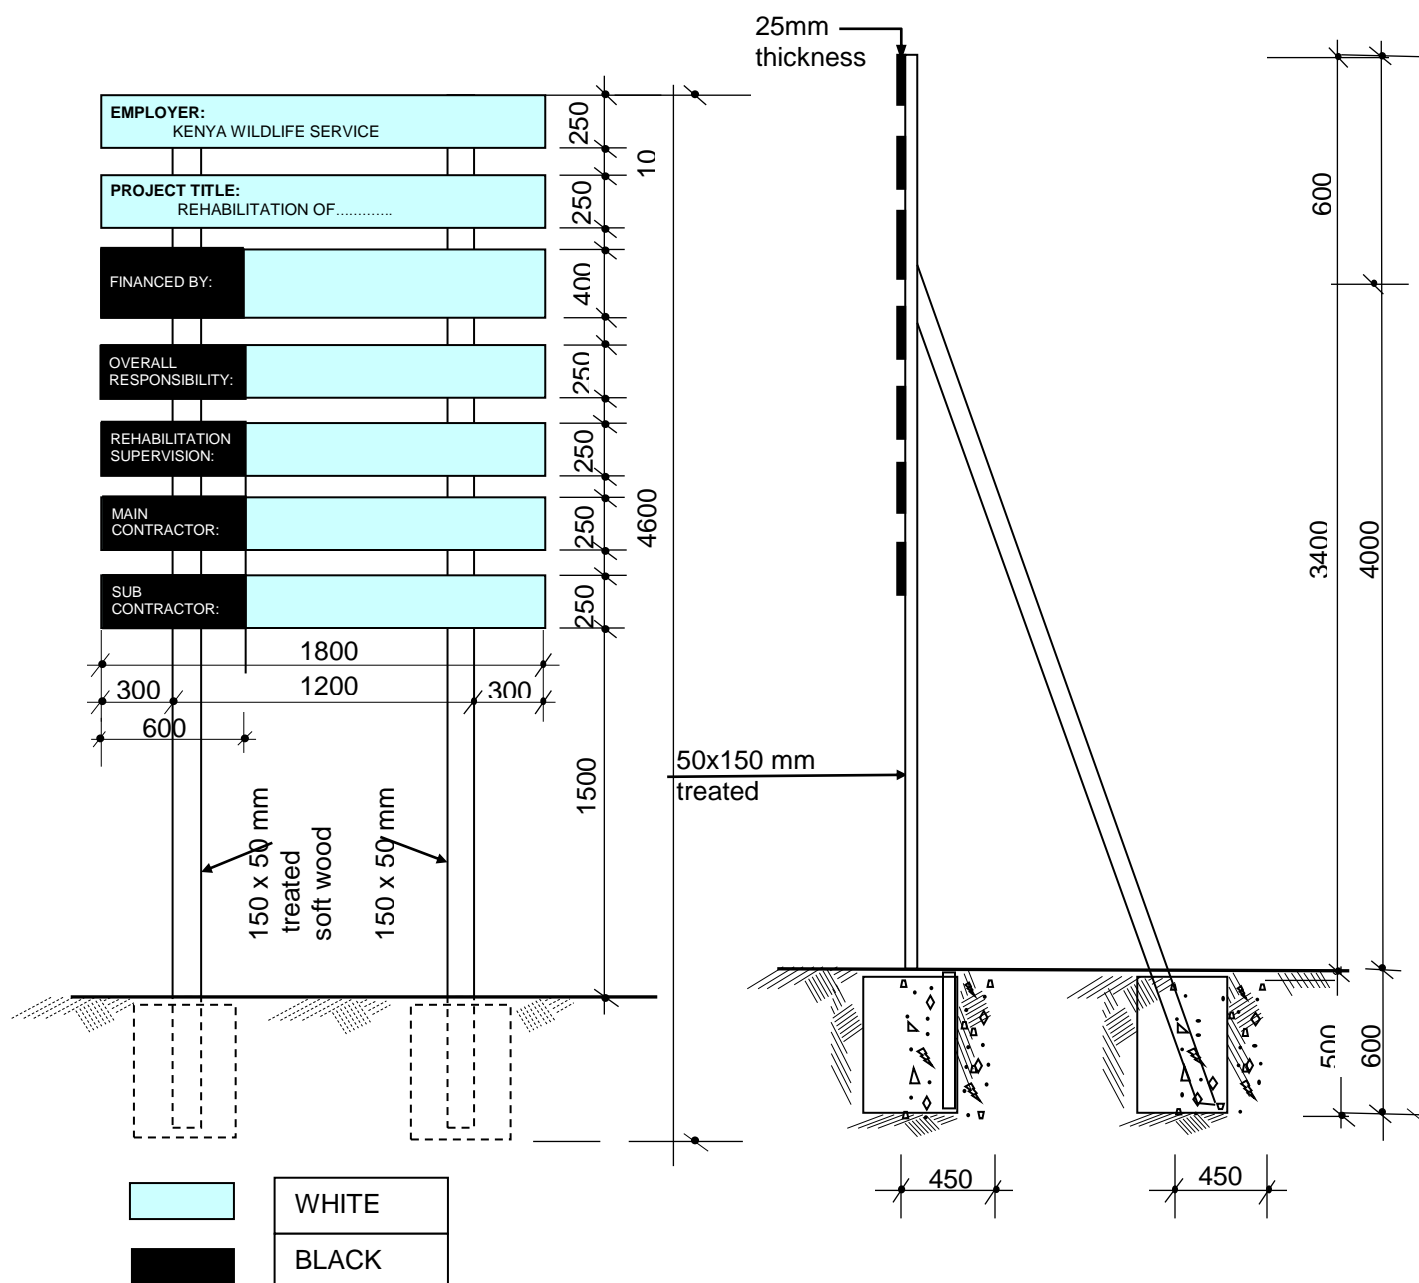 25mm
thickness
EMPLOYER:
KENYA WILDLIFE SERVICE
250
10
PROJECT TITLE:
REHABILITATION OF.............
250
600
FINANCED BY:
400
OVERALL
RESPONSIBILITY:
250
REHABILITATION
SUPERVISION:
250
MAIN
CONTRACTOR:
250
4600
3400
4000
SUB
CONTRACTOR:
250
1800
300
1200
300
600
1500
50x150 mm
treated
150 x 50 mm
treated
soft wood
150 x 50 mm
500
600
450
450
WHITE
BLACK